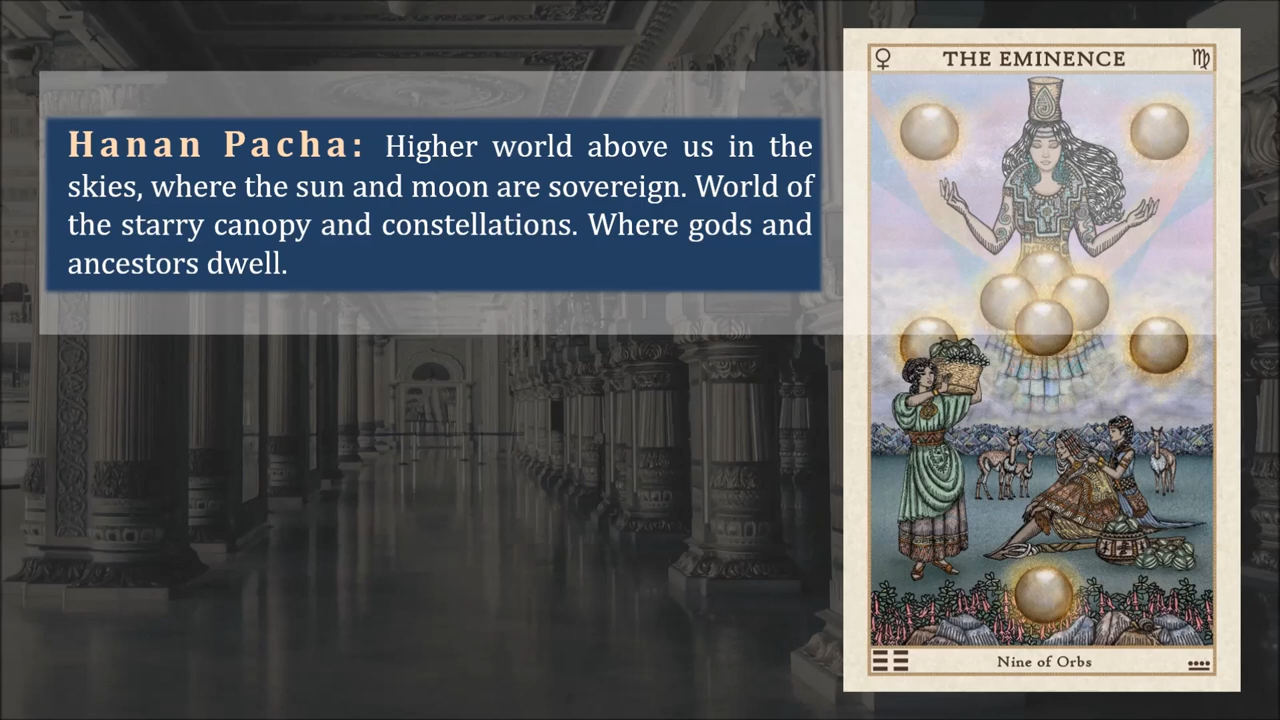 Hanan Pacha: Higher world above us in the
skies, where the sun and moon are sovereign. World of
the starry canopy and constellations. Where gods and
ancestors dwell.
♀ THE EMINENCE ♍
Nine of Orbs